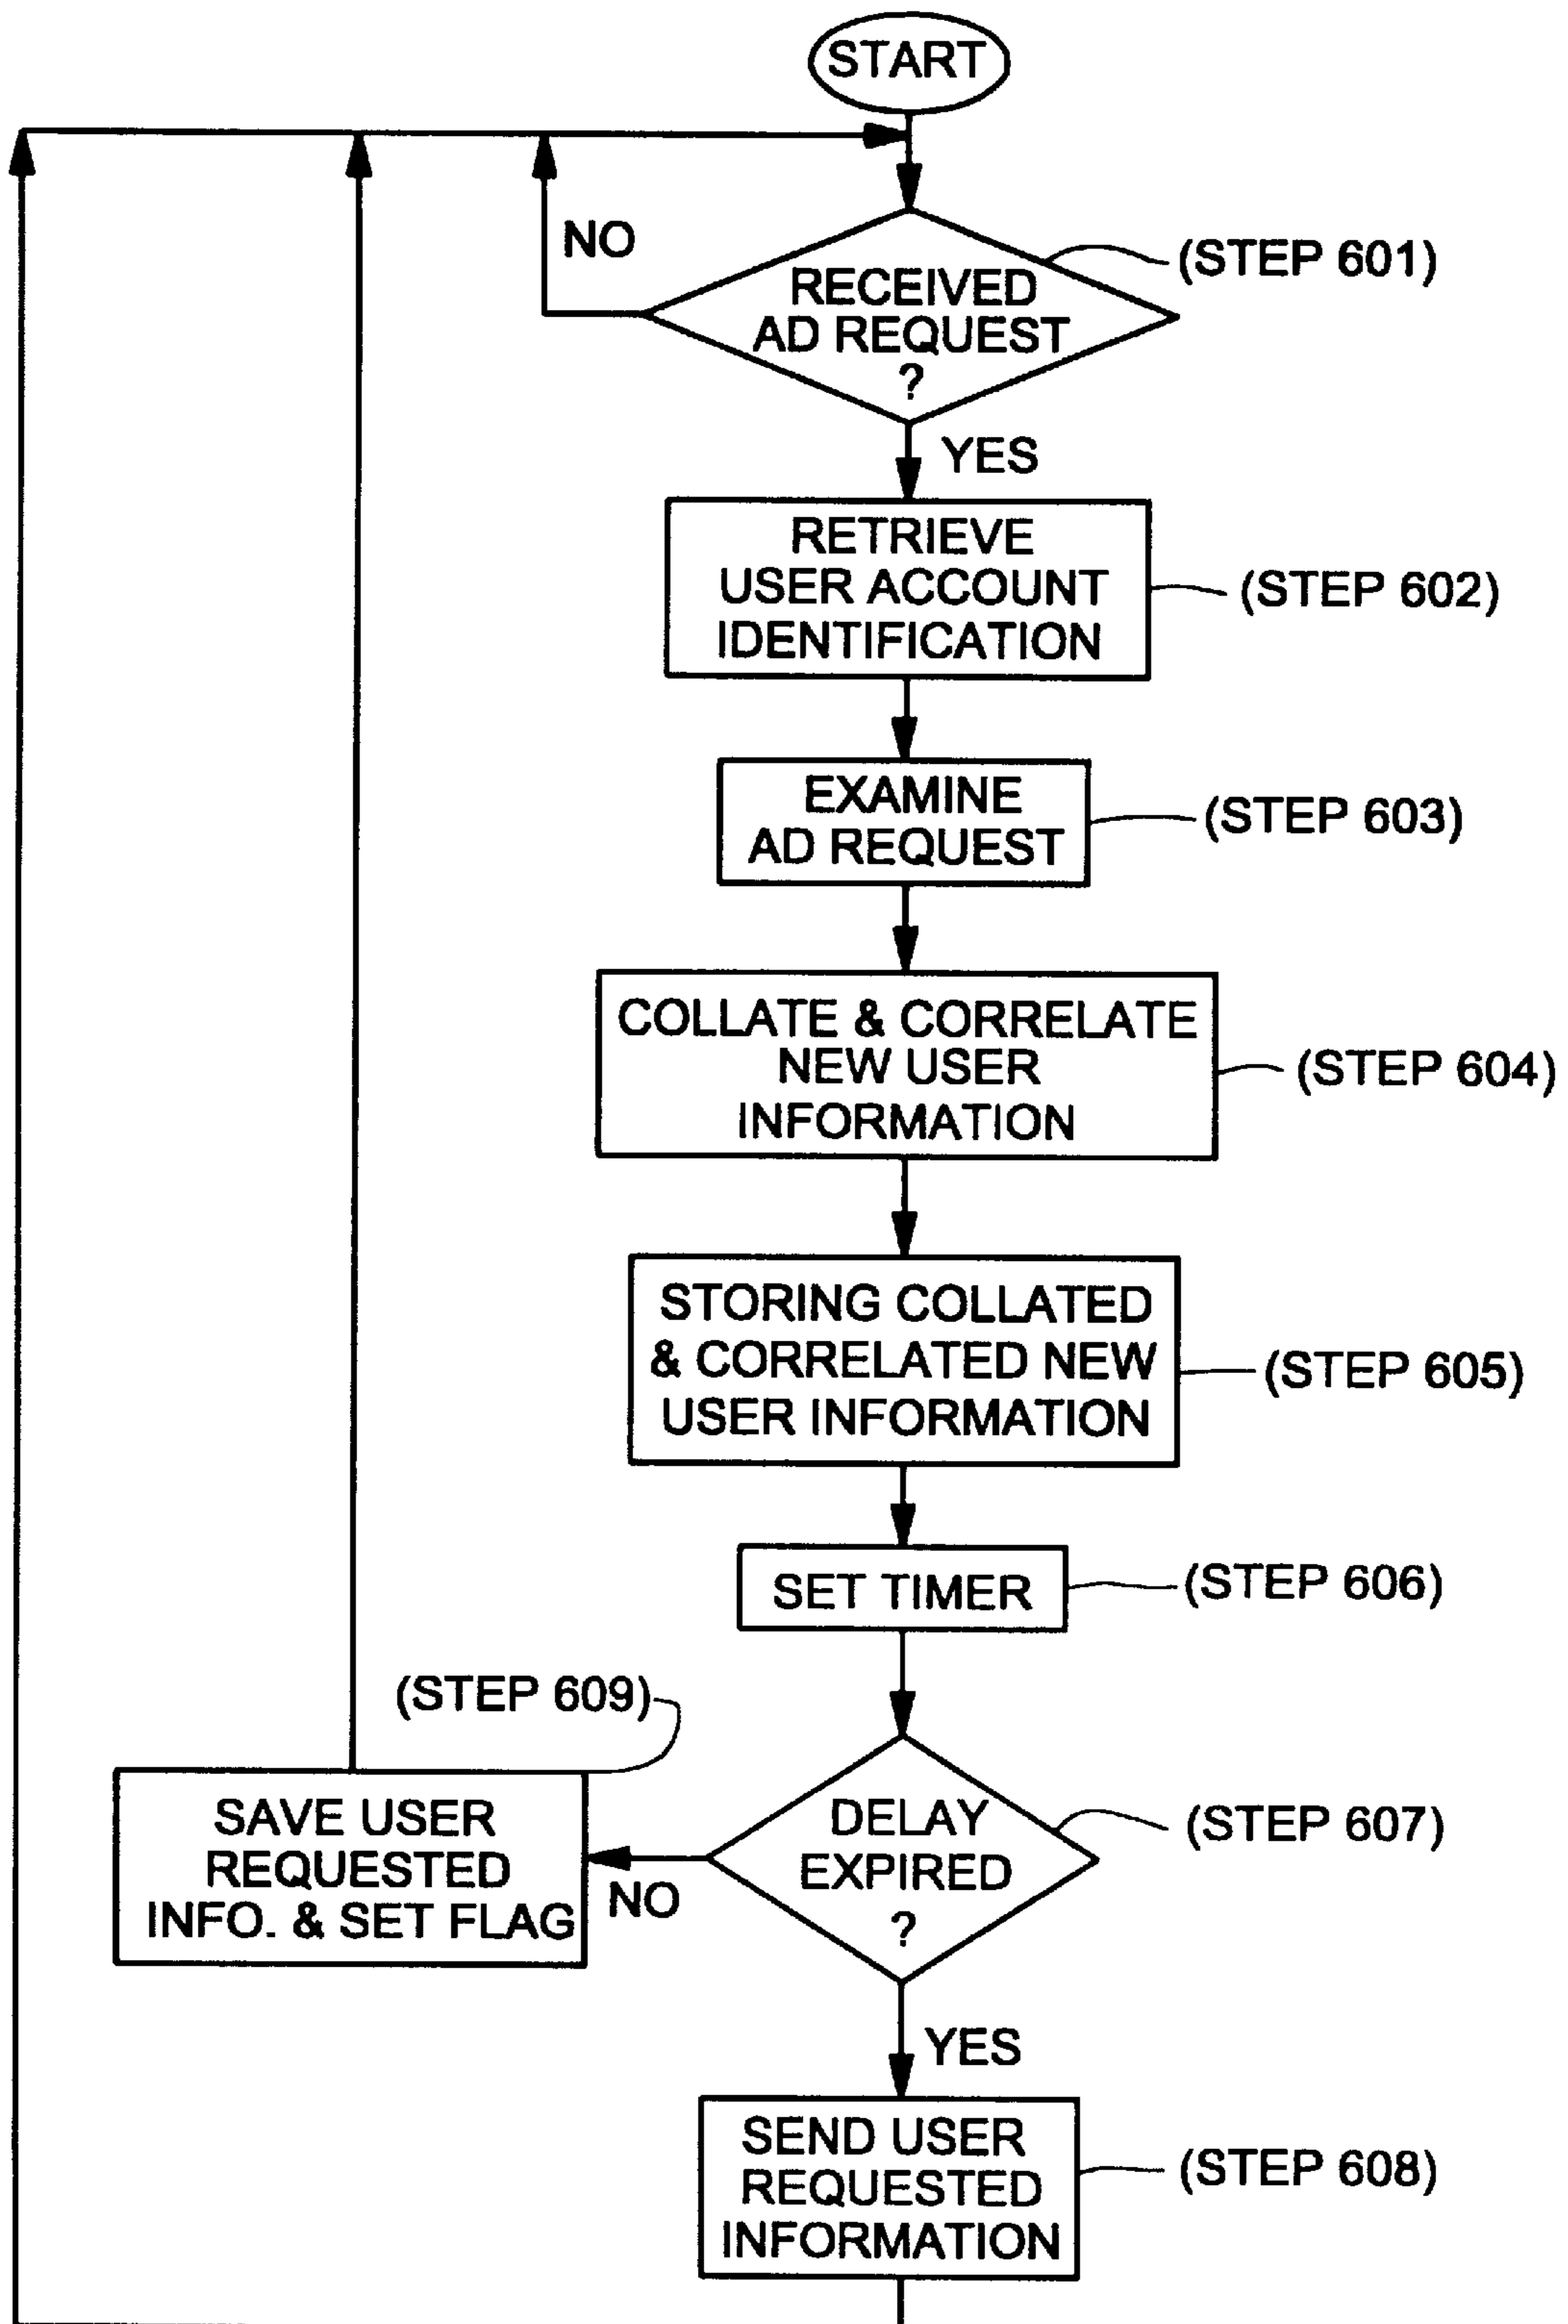 START
NO
(STEP 601)
RECEIVED
AD REQUEST
?
YES
RETRIEVE
USER ACCOUNT
IDENTIFICATION
(STEP 602)
EXAMINE
AD REQUEST
(STEP 603)
COLLATE & CORRELATE
NEW USER
INFORMATION
(STEP 604)
STORING COLLATED
& CORRELATED NEW
USER INFORMATION
(STEP 605)
SET TIMER
(STEP 606)
(STEP 609)
SAVE USER
REQUESTED
INFO. & SET FLAG
NO
DELAY
EXPIRED
?
(STEP 607)
YES
SEND USER
REQUESTED
INFORMATION
(STEP 608)